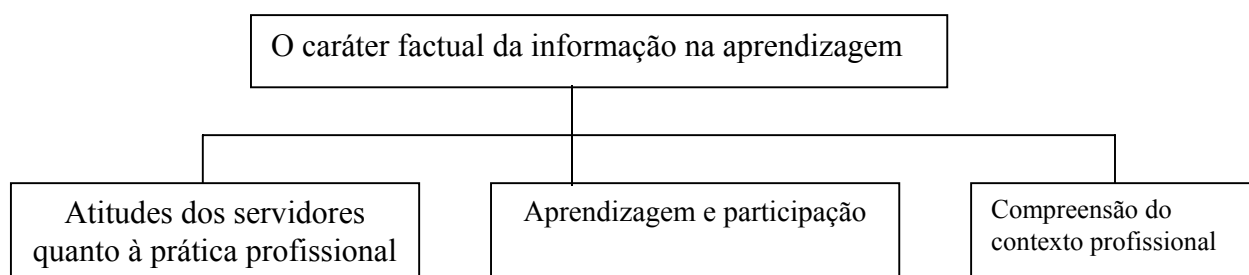 O caráter factual da informação na aprendizagem
Atitudes dos servidores
quanto à prática profissional
Aprendizagem e participação
Compreensão do
contexto profissional